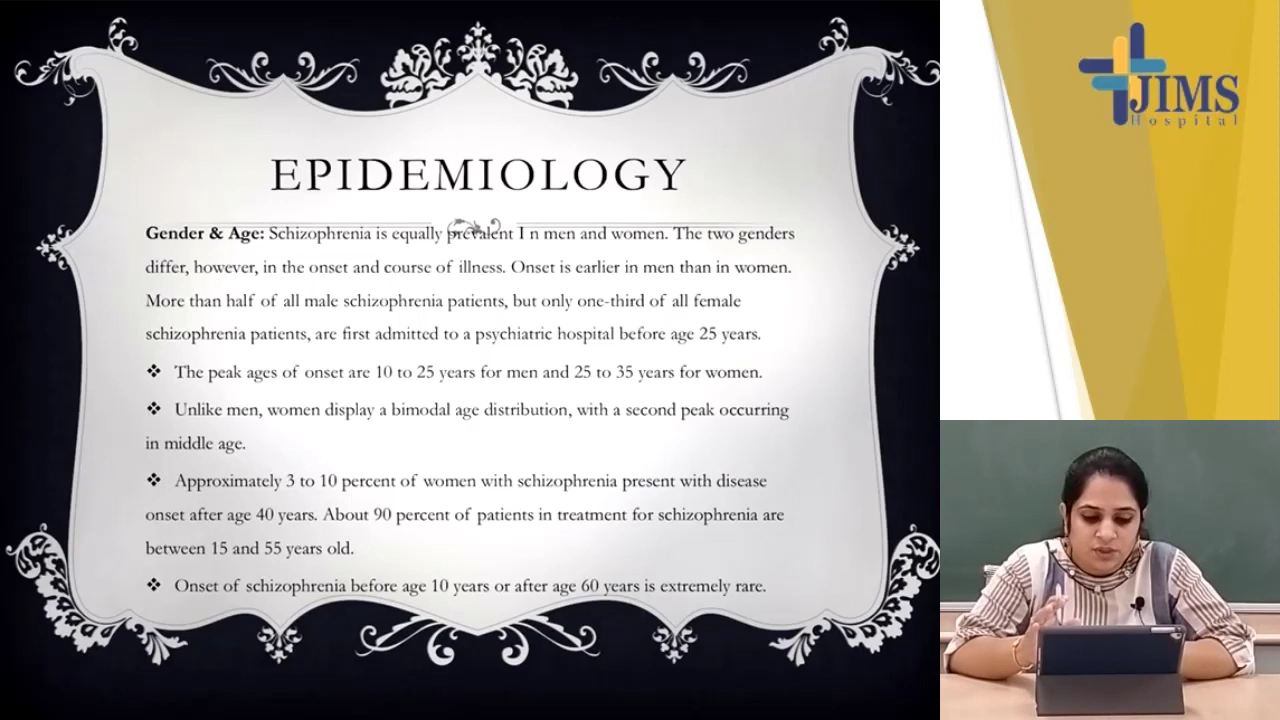 EPIDEMIOLOGY
Gender & Age: Schizophrenia is equally prevalent I n men and women. The two genders
differ, however, in the onset and course of illness. Onset is earlier in men than in women.
More than half of all male schizophrenia patients, but only one-third of all female
schizophrenia patients, are first admitted to a psychiatric hospital before age 25 years.
❖ The peak ages of onset are 10 to 25 years for men and 25 to 35 years for women.
❖ Unlike men, women display a bimodal age distribution, with a second peak occurring
in middle age.
❖ Approximately 3 to 10 percent of women with schizophrenia present with disease
onset after age 40 years. About 90 percent of patients in treatment for schizophrenia are
between 15 and 55 years old.
❖ Onset of schizophrenia before age 10 years or after age 60 years is extremely rare.
JIMS
Hospital